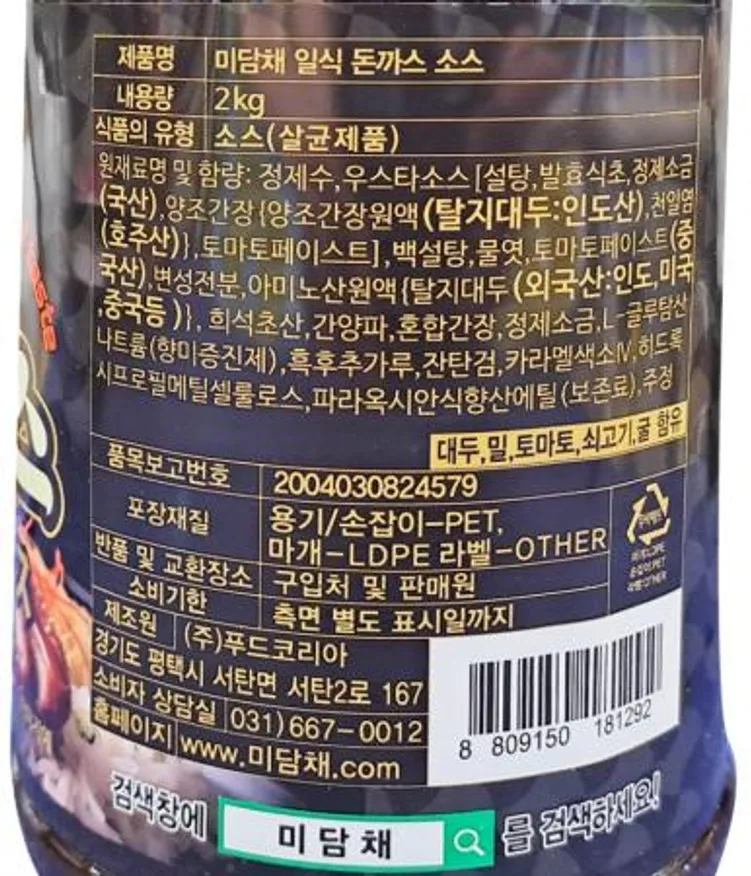 제품명 미담채 일식 돈까스 소스
내용량 2kg
식품의 유형 소스(살균제품)
원재료명 및 함량: 정제수,우스타소스[설탕,발효식초,정제소금
(국산),양조간장{양조간장원액(탈지대두:인도산),천일염
(호주산)},토마토페이스트],백설탕,물엿,토마토페이스트(중
국산),변성전분,아미노산원액{탈지대두(외국산:인도,미국
,중국등)},희석초산,간양파,혼합간장,정제소금,L-글루탐산
나트륨(향미증진제),흑후추가루,잔탄검,카라멜색소IV,히드록
시프로필메틸셀룰로스,파라옥시안식향산에틸(보존료),주정
대두,밀,토마토,쇠고기,굴 함유
품목보고번호 2004030824579
포장재질 용기/손잡이-PET,
마개-LDPE 라벨-OTHER
반품 및 교환장소 구입처 및 판매원
소비기한 측면 별도 표시일까지
제조원 (주)푸드코리아
경기도 평택시 서탄면 서탄2로 167
소비자 상담실 031)667-0012
홈페이지 www.미담채.com
마개:LDPE
손잡이:PET
라벨:OTHER
8 809150 181292
검색창에 미담채 를 검색하세요!